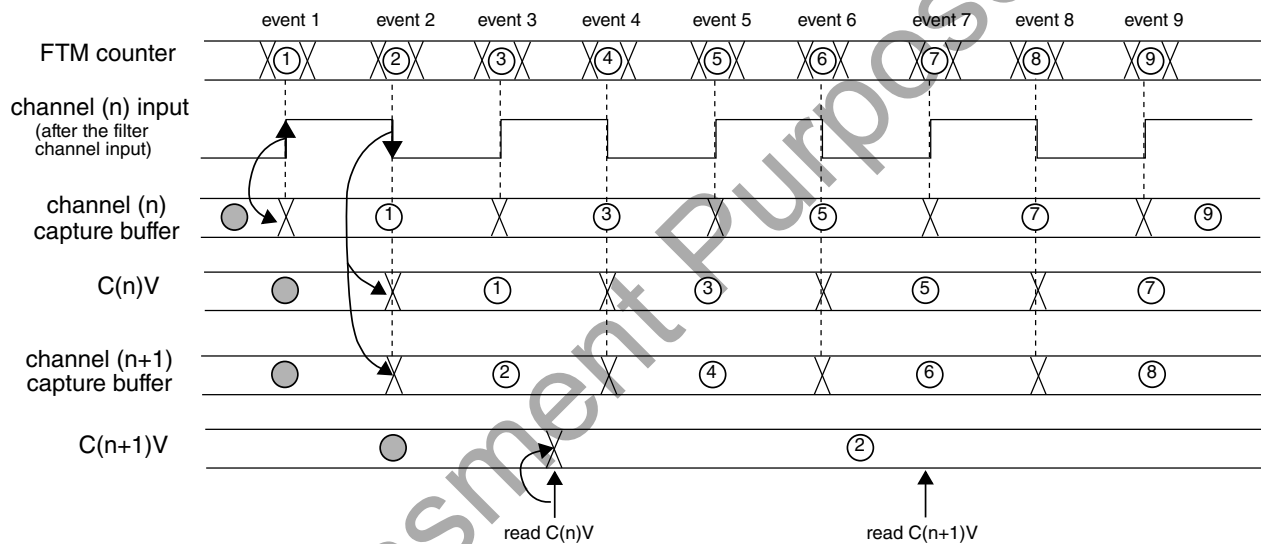 event 1 event 2 event 3 event 4 event 5 event 6 event 7 event 8 event 9
FTM counter
1 2 3 4 5 6 7 8 9
channel (n) input
(after the filter
channel input)
channel (n)
capture buffer
1 3 5 7 9
C(n)V
1 3 5 7
channel (n+1)
capture buffer
2 4 6 8
C(n+1)V
2
read C(n)V read C(n+1)V